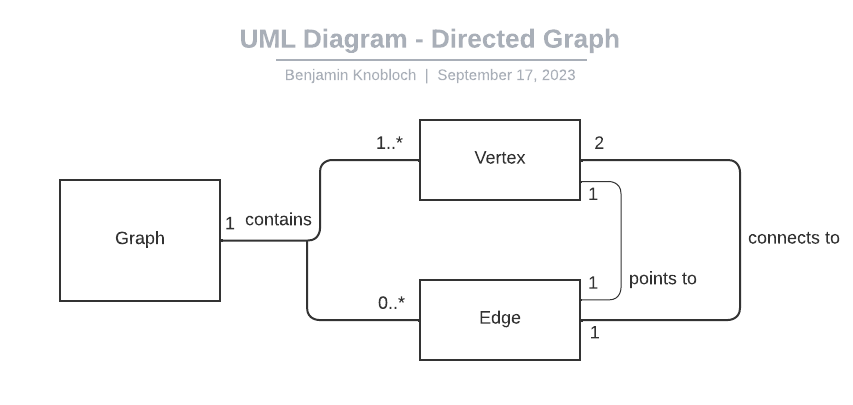 UML Diagram - Directed Graph
Benjamin Knobloch | September 17, 2023
1..*
Vertex
2
1
Graph
1 contains
connects to
1
points to
0..*
Edge
1